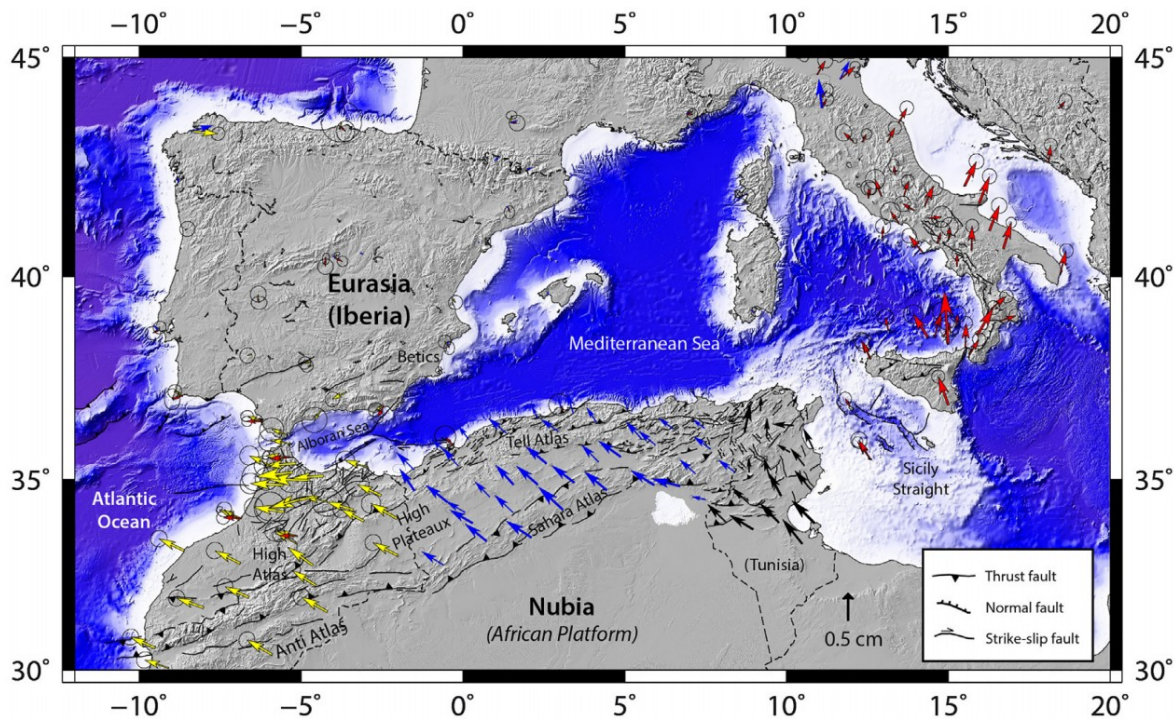 −10° −5° 0° 5° 10° 15° 20°
45° 45°
40° 40°
Eurasia
(Iberia)
Mediterranean Sea
Betics
Alboran Sea
Tell Atlas
35° 35°
Sicily
Straight
Atlantic
Ocean
High
Plateaux
Sahara Atlas
High
Atlas
(Tunisia)
Nubia
(African Platform)
Anti Atlas
0.5 cm
Thrust fault
Normal fault
Strike-slip fault
30° 30°
−10° −5° 0° 5° 10° 15° 20°